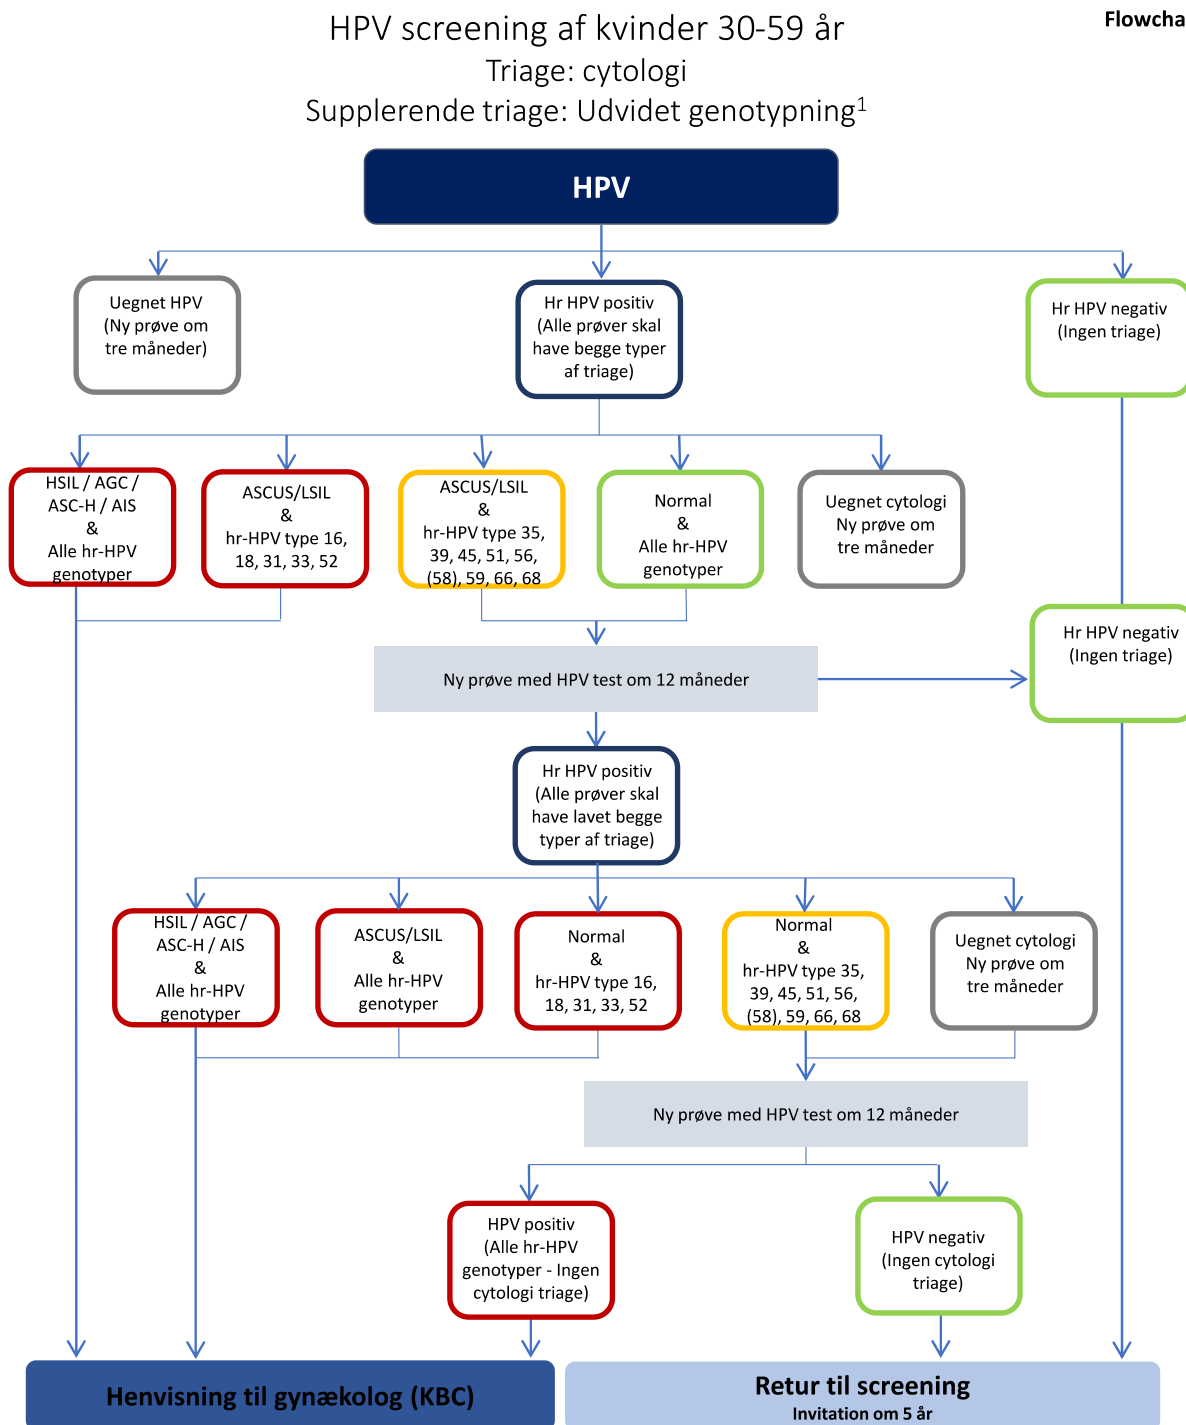 HPV screening af kvinder 30-59 år
Flowcha
Triage: cytologi
Supplerende triage: Udvidet genotypning¹
HPV
Uegnet HPV
(Ny prøve om
tre måneder)
Hr HPV positiv
(Alle prøver skal
have begge typer
af triage)
Hr HPV negativ
(Ingen triage)
HSIL / AGC /
ASC-H / AIS
&
Alle hr-HPV
genotyper
ASCUS/LSIL
&
hr-HPV type 16,
18, 31, 33, 52
ASCUS/LSIL
&
hr-HPV type 35,
39, 45, 51, 56,
(58), 59, 66, 68
Normal
&
Alle hr-HPV
genotyper
Uegnet cytologi
Ny prøve om
tre måneder
Hr HPV negativ
(Ingen triage)
Ny prøve med HPV test om 12 måneder
Hr HPV positiv
(Alle prøver skal
have lavet begge
typer af triage)
HSIL / AGC /
ASC-H / AIS
&
Alle hr-HPV
genotyper
ASCUS/LSIL
&
Alle hr-HPV
genotyper
Normal
&
hr-HPV type 16,
18, 31, 33, 52
Normal
&
hr-HPV type 35,
39, 45, 51, 56,
(58), 59, 66, 68
Uegnet cytologi
Ny prøve om
tre måneder
Ny prøve med HPV test om 12 måneder
HPV positiv
(Alle hr-HPV
genotyper - Ingen
cytologi triage)
HPV negativ
(Ingen cytologi
triage)
Henvisning til gynækolog (KBC)
Retur til screening
Invitation om 5 år